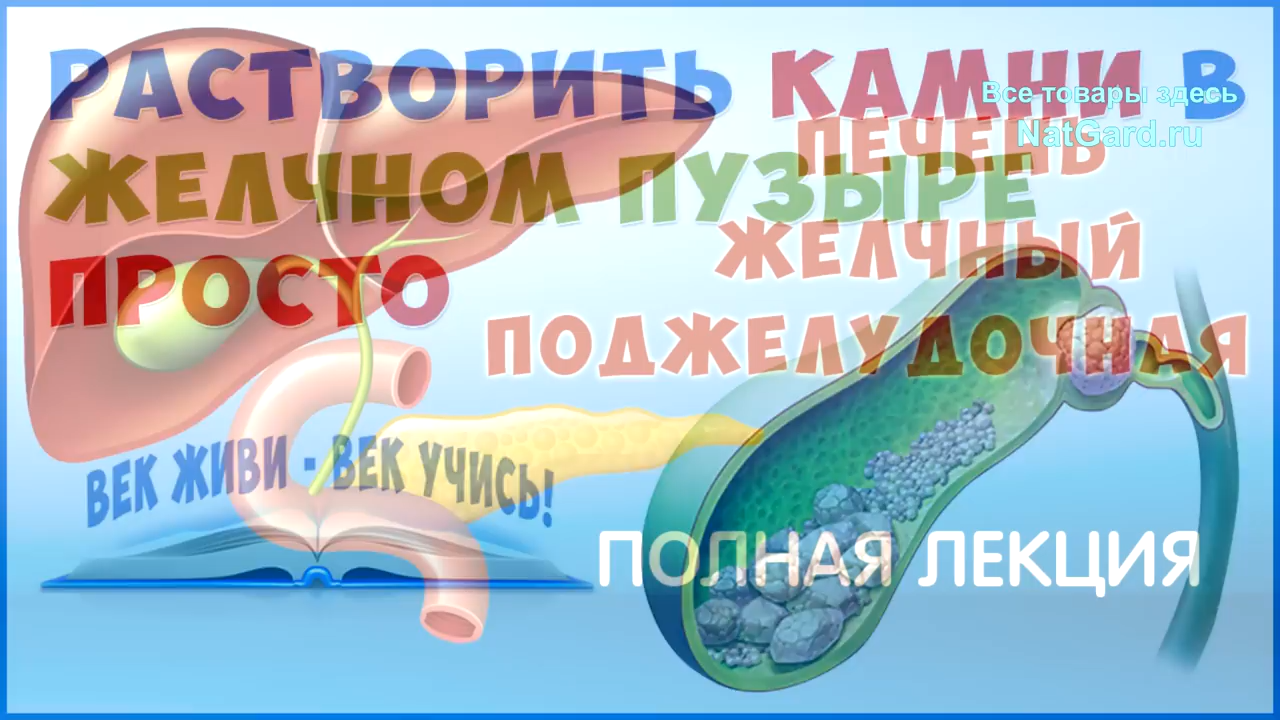 РАСТВОРИТЬ КАМНИ В
Все товары здесь
NatGard.ru
ПЕЧЕНЬ
ЖЕЛЧНОМ ПУЗЫРЕ
ЖЕЛЧНЫЙ
ПРОСТО
ПОДЖЕЛУДОЧНАЯ
ВЕК ЖИВИ - ВЕК УЧИСЬ!
ПОЛНАЯ ЛЕКЦИЯ